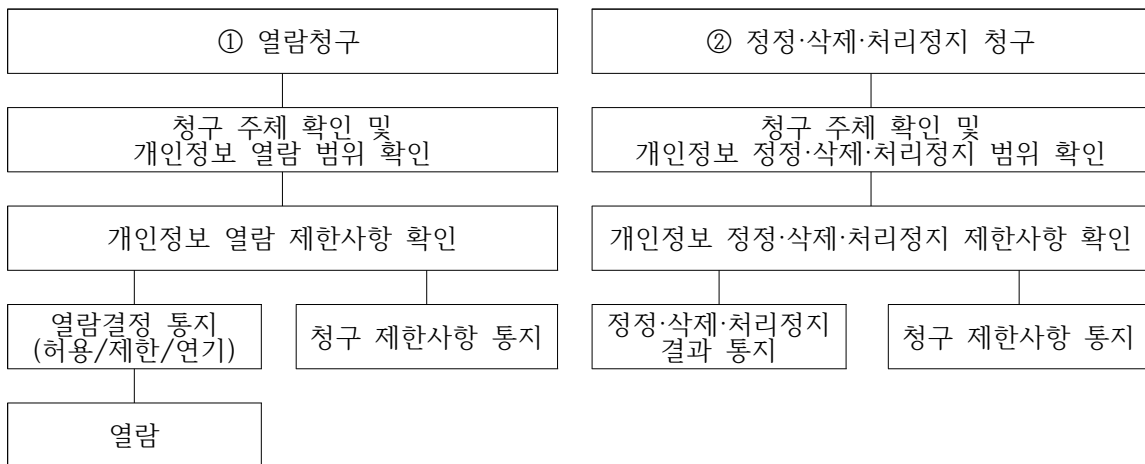 ① 열람청구
청구 주체 확인 및
개인정보 열람 범위 확인
개인정보 열람 제한사항 확인
열람결정 통지
(허용/제한/연기)
청구 제한사항 통지
열람
② 정정·삭제·처리정지 청구
청구 주체 확인 및
개인정보 정정·삭제·처리정지 범위 확인
개인정보 정정·삭제·처리정지 제한사항 확인
정정·삭제·처리정지
결과 통지
청구 제한사항 통지